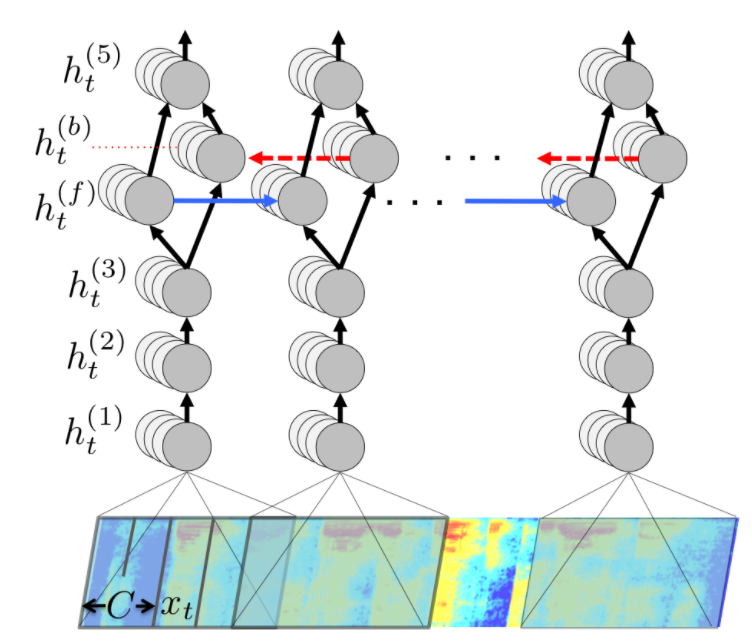 h_t^{(5)}
h_t^{(b)}
h_t^{(f)}
. . .
. . .
h_t^{(3)}
h_t^{(2)}
h_t^{(1)}
C x_t